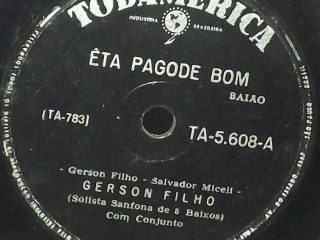 TODAMERICA
INDUSTRIA BRASILEIRA
ÊTA PAGODE BOM
BAIÃO
(TA-783)
TA-5.608-A
- Gerson Filho - Salvador Miceli -
GERSON FILHO
(Solista Sanfona de 8 Baixos)
Com Conjunto